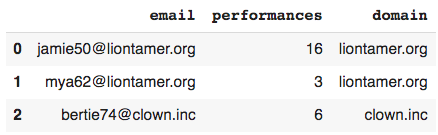 email performances domain
0 jamie50@liontamer.org 16 liontamer.org
1 mya62@liontamer.org 3 liontamer.org
2 bertie74@clown.inc 6 clown.inc